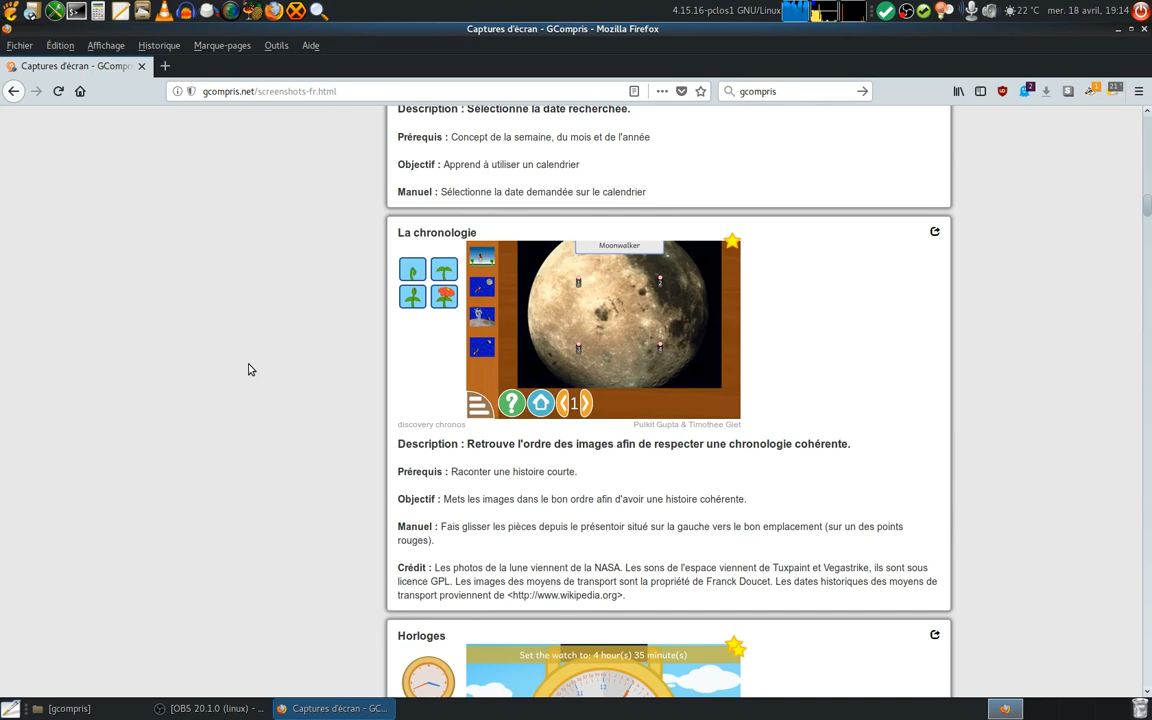 4.15.16-pclos1 GNU/Linux
22 °C
mer. 18 avril, 19:14
Captures d'écran - GCompris - Mozilla Firefox
Fichier Édition Affichage Historique Marque-pages Outils Aide
Captures d'écran - GCompri
gcompris.net/screenshots-fr.html
gcompris
2
1
21
Description : Sélectionne la date recherchée.
Prérequis : Concept de la semaine, du mois et de l'année
Objectif : Apprend à utiliser un calendrier
Manuel : Sélectionne la date demandée sur le calendrier
La chronologie
Moonwalker
1
discovery chronos
Pulkit Gupta & Timothee Giet
Description : Retrouve l'ordre des images afin de respecter une chronologie cohérente.
Prérequis : Raconter une histoire courte.
Objectif : Mets les images dans le bon ordre afin d'avoir une histoire cohérente.
Manuel : Fais glisser les pièces depuis le présentoir situé sur la gauche vers le bon emplacement (sur un des points
rouges).
Crédit : Les photos de la lune viennent de la NASA. Les sons de l'espace viennent de Tuxpaint et Vegastrike, ils sont sous
licence GPL. Les images des moyens de transport sont la propriété de Franck Doucet. Les dates historiques des moyens de
transport proviennent de <http://www.wikipedia.org>.
Horloges
Set the watch to: 4 hour(s) 35 minute(s)
11 12 1
[gcompris]
[OBS 20.1.0 (linux) - ...
Captures d'écran - GC...